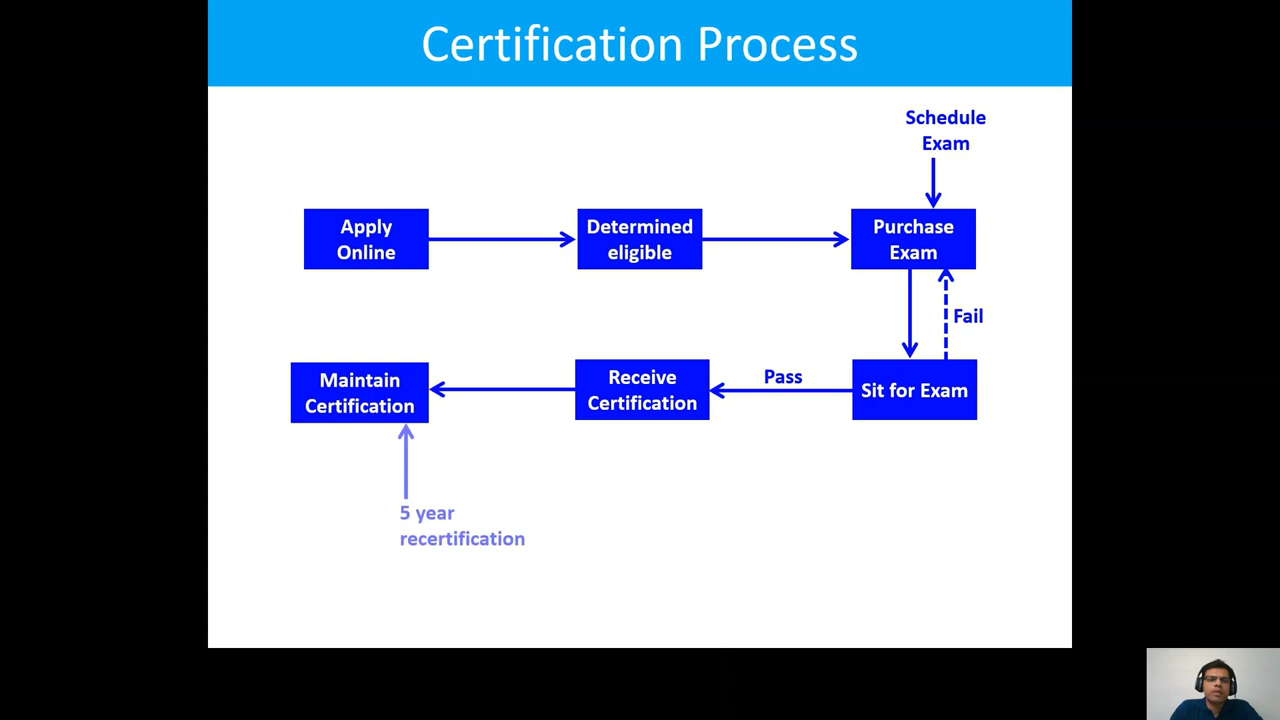 Certification Process
Schedule
Exam
Apply
Online
Determined
eligible
Purchase
Exam
Fail
Maintain
Certification
Receive
Certification
Pass
Sit for Exam
5 year
recertification